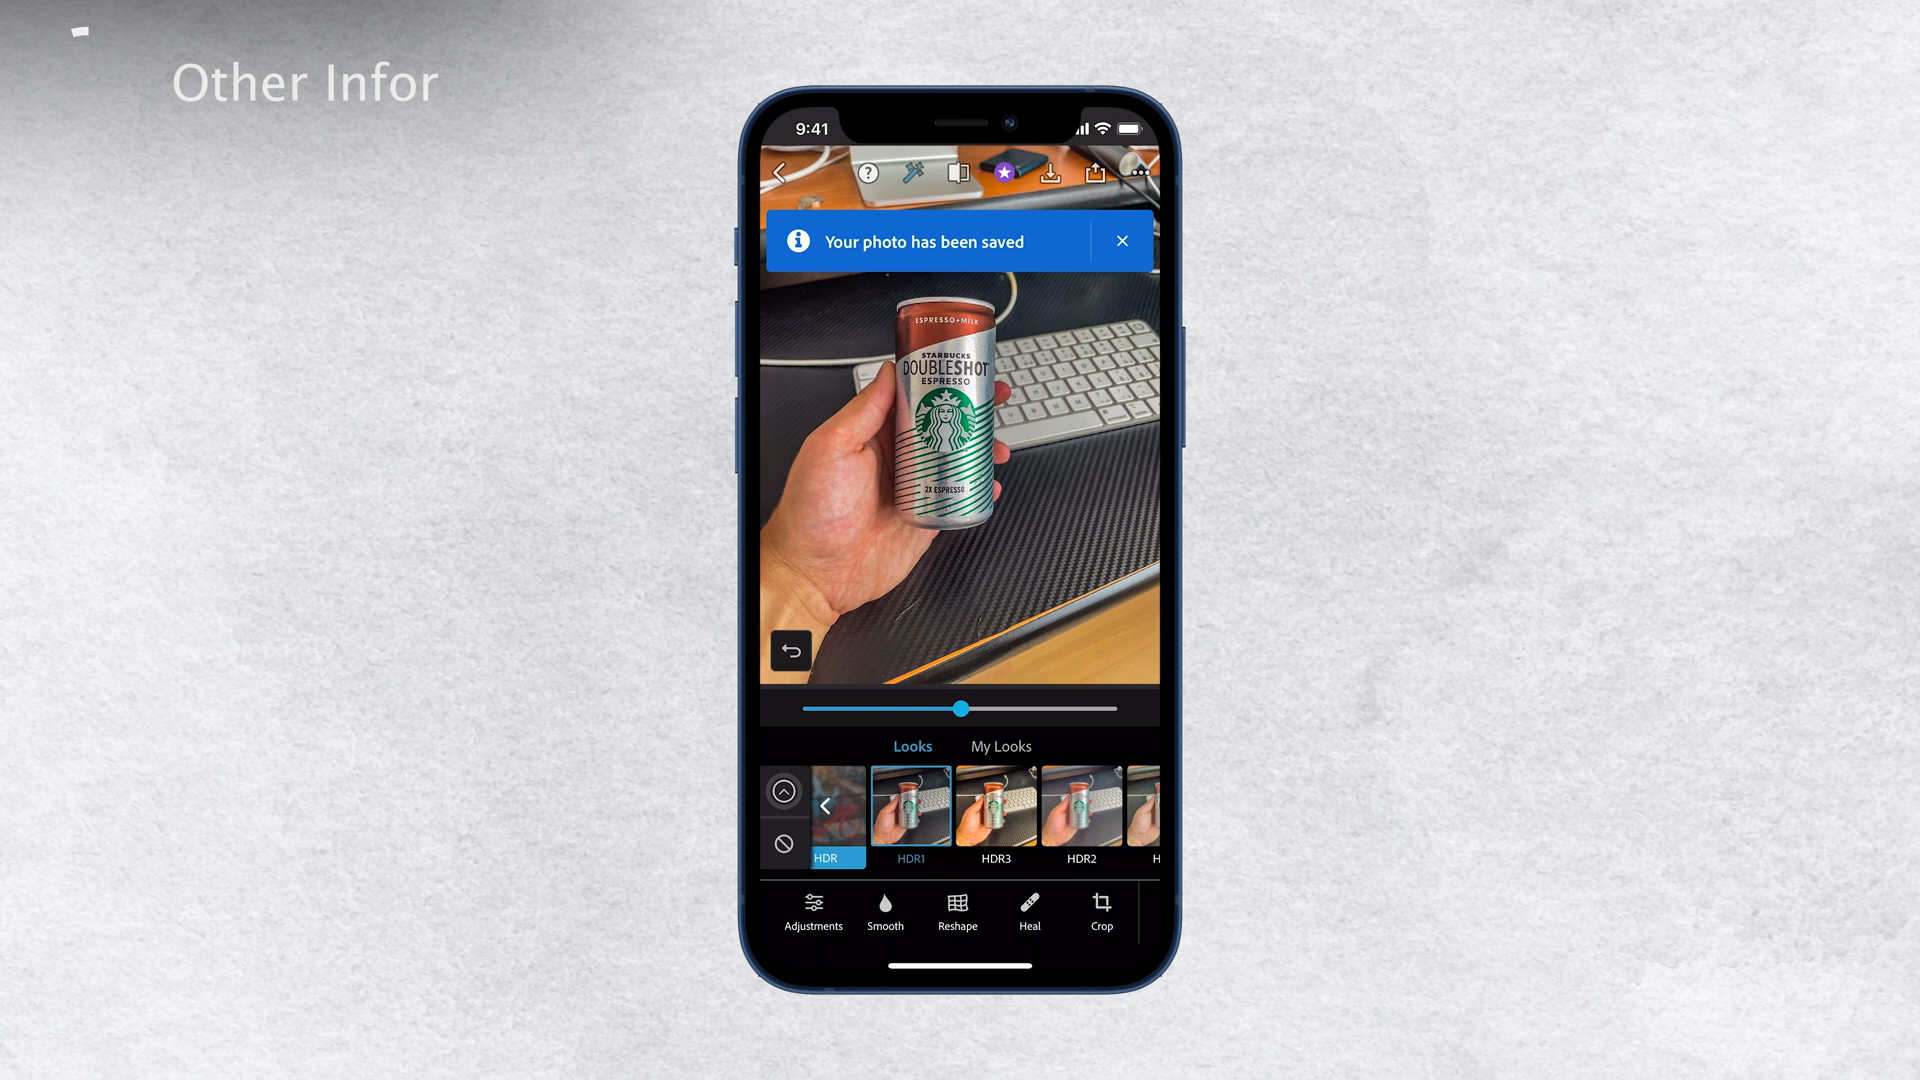 Other Infor
9:41
Your photo has been saved
ESPRESSO+MILK
STARBUCKS
DOUBLESHOT
ESPRESSO
2X ESPRESSO
Looks
My Looks
HDR
HDR1
HDR3
HDR2
H
Adjustments
Smooth
Reshape
Heal
Crop